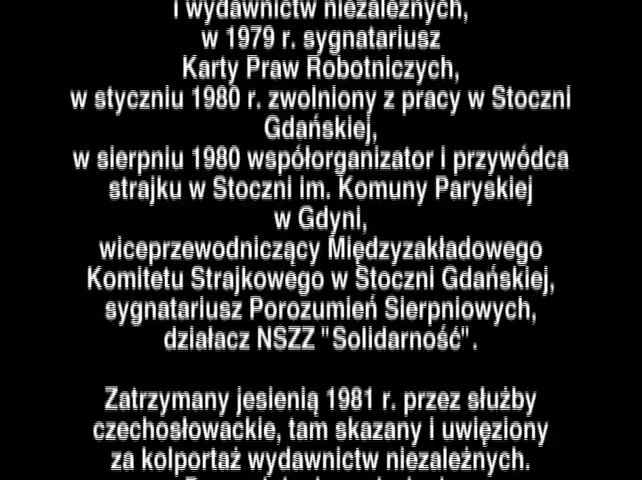 i wydawnictw niezależnych,
w 1979 r. sygnatariusz
Karty Praw Robotniczych,
w styczniu 1980 r. zwolniony z pracy w Stoczni
Gdańskiej,
w sierpniu 1980 współorganizator i przywódca
strajku w Stoczni im. Komuny Paryskiej
w Gdyni,
wiceprzewodniczący Międzyzakładowego
Komitetu Strajkowego w Stoczni Gdańskiej,
sygnatariusz Porozumień Sierpniowych,
działacz NSZZ "Solidarność".
Zatrzymany jesienią 1981 r. przez służby
czechosłowackie, tam skazany i uwięziony
za kolportaż wydawnictw niezależnych.